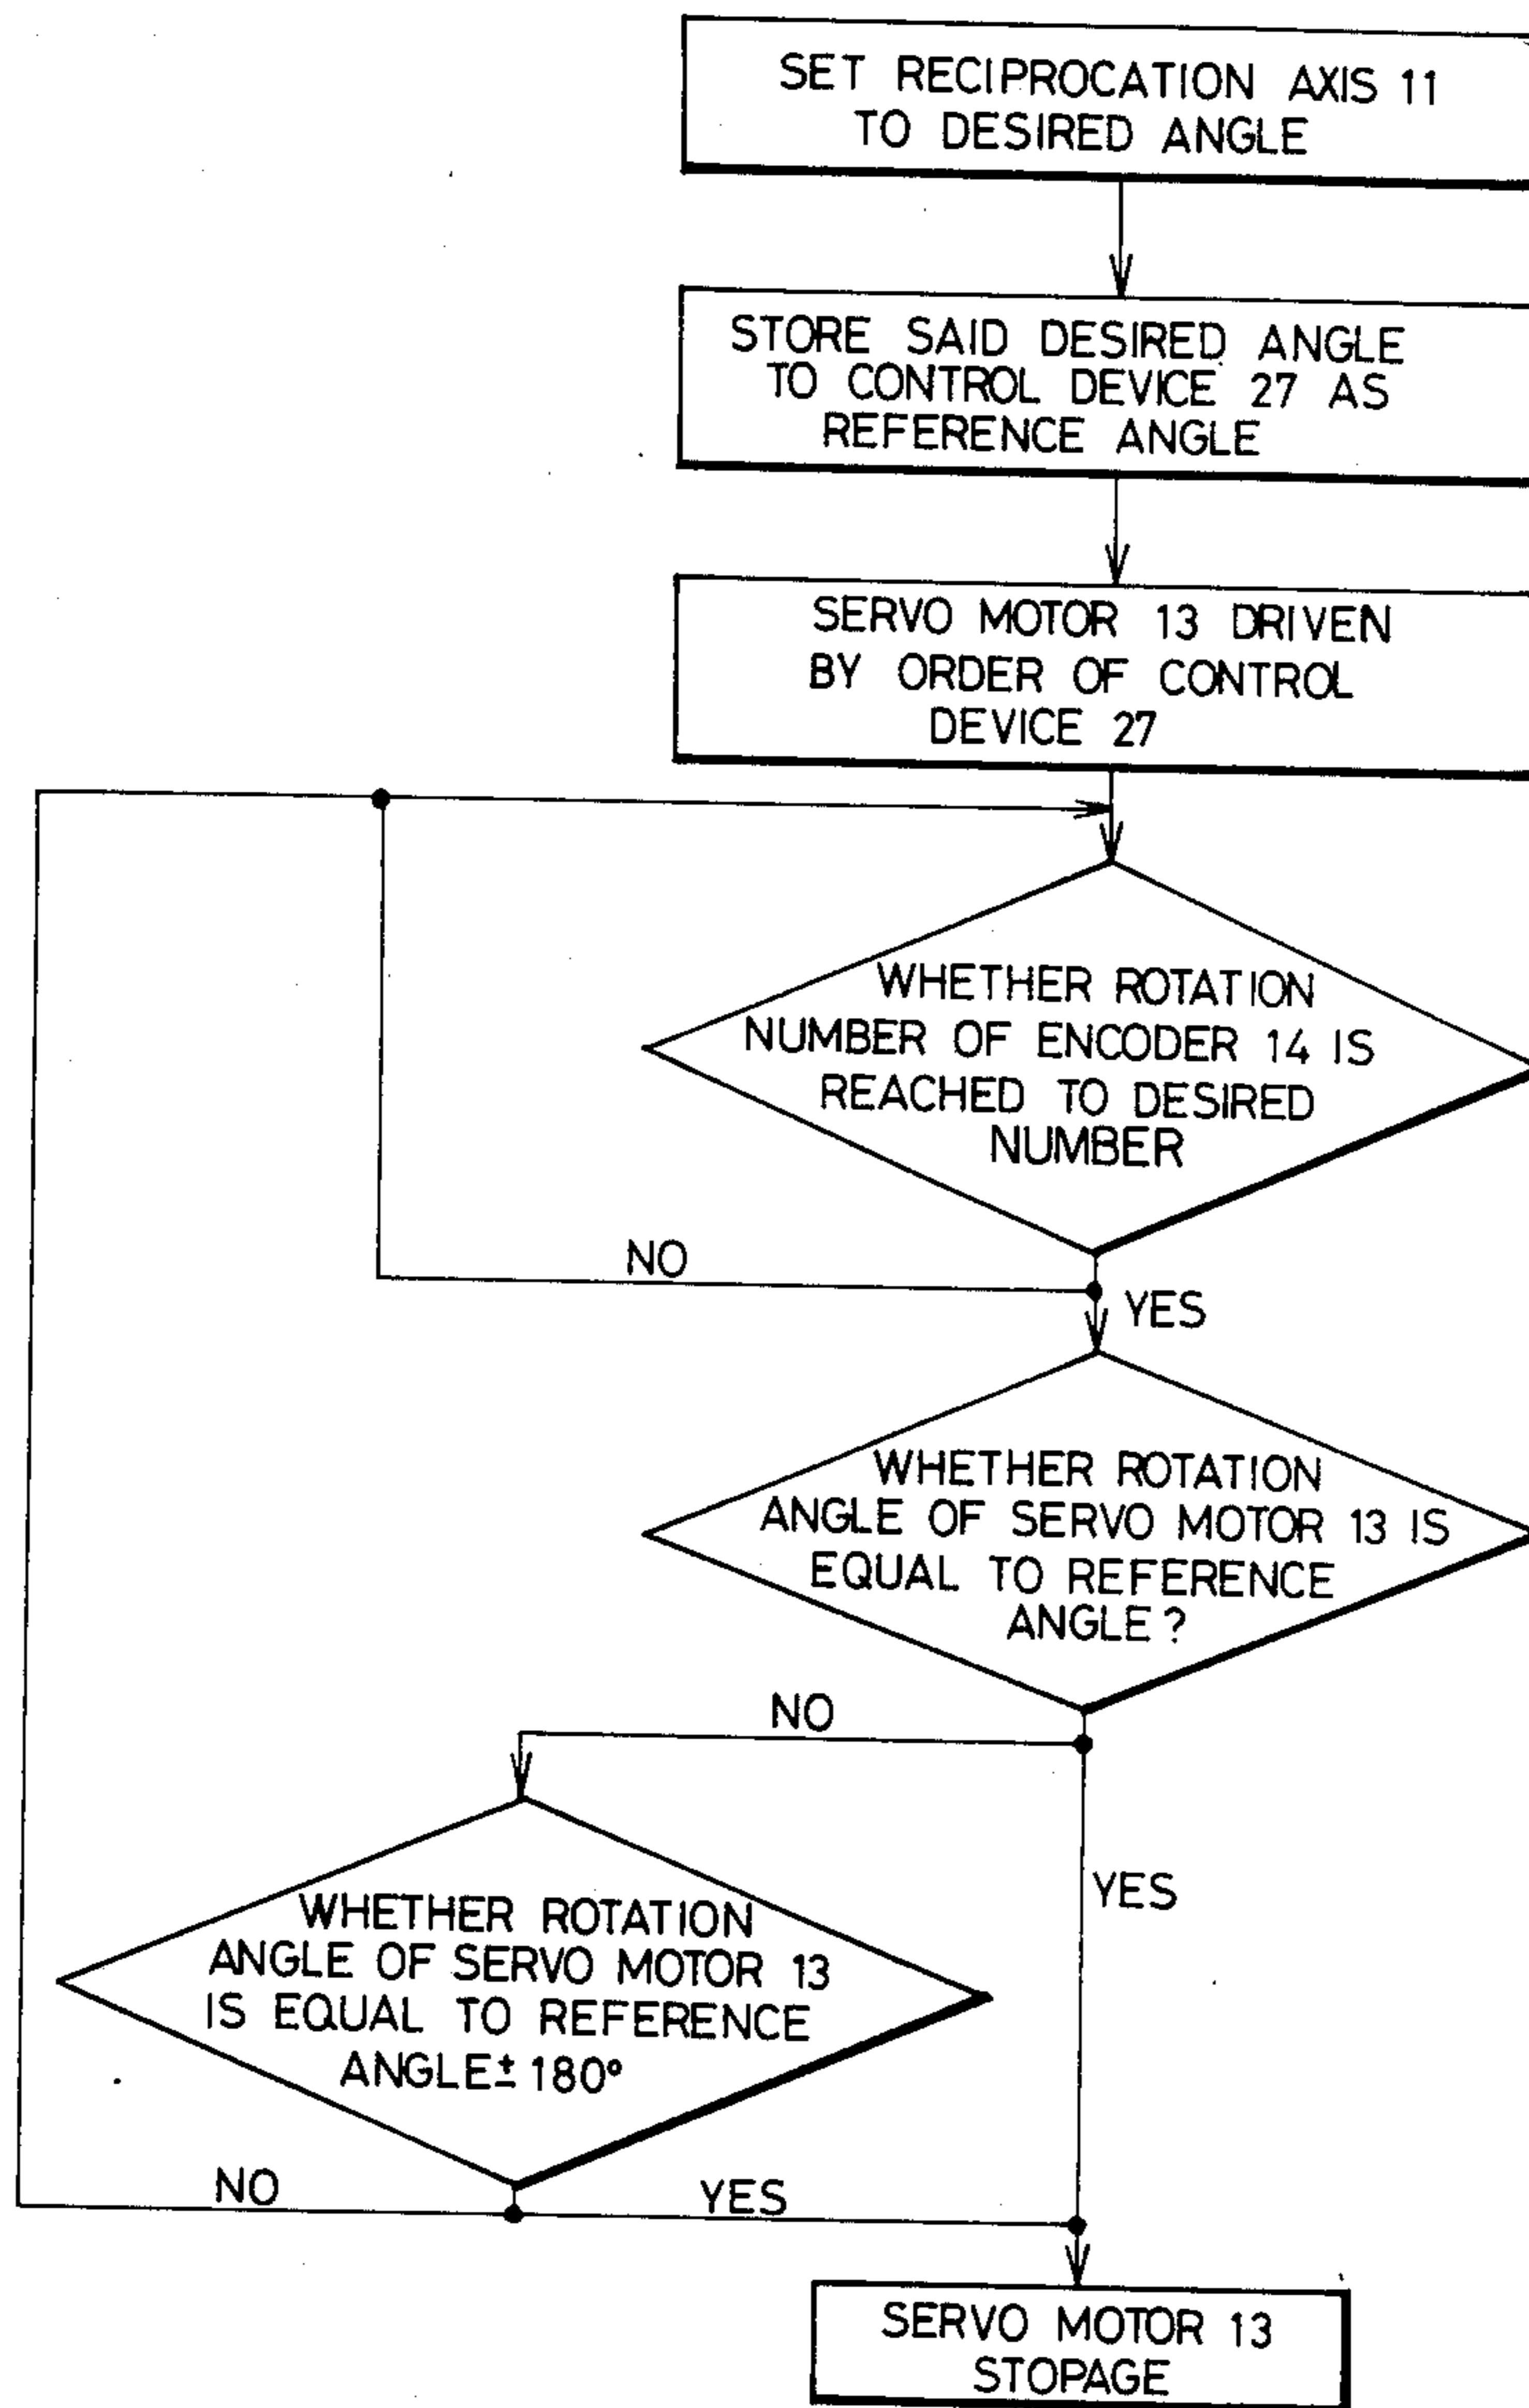 SET RECIPROCATION AXIS 11
TO DESIRED ANGLE
STORE SAID DESIRED ANGLE
TO CONTROL DEVICE 27 AS
REFERENCE ANGLE
SERVO MOTOR 13 DRIVEN
BY ORDER OF CONTROL
DEVICE 27
WHETHER ROTATION
NUMBER OF ENCODER 14 IS
REACHED TO DESIRED
NUMBER
NO
YES
WHETHER ROTATION
ANGLE OF SERVO MOTOR 13 IS
EQUAL TO REFERENCE
ANGLE?
NO
YES
WHETHER ROTATION
ANGLE OF SERVO MOTOR 13
IS EQUAL TO REFERENCE
ANGLE± 180°
NO
YES
SERVO MOTOR 13
STOPAGE